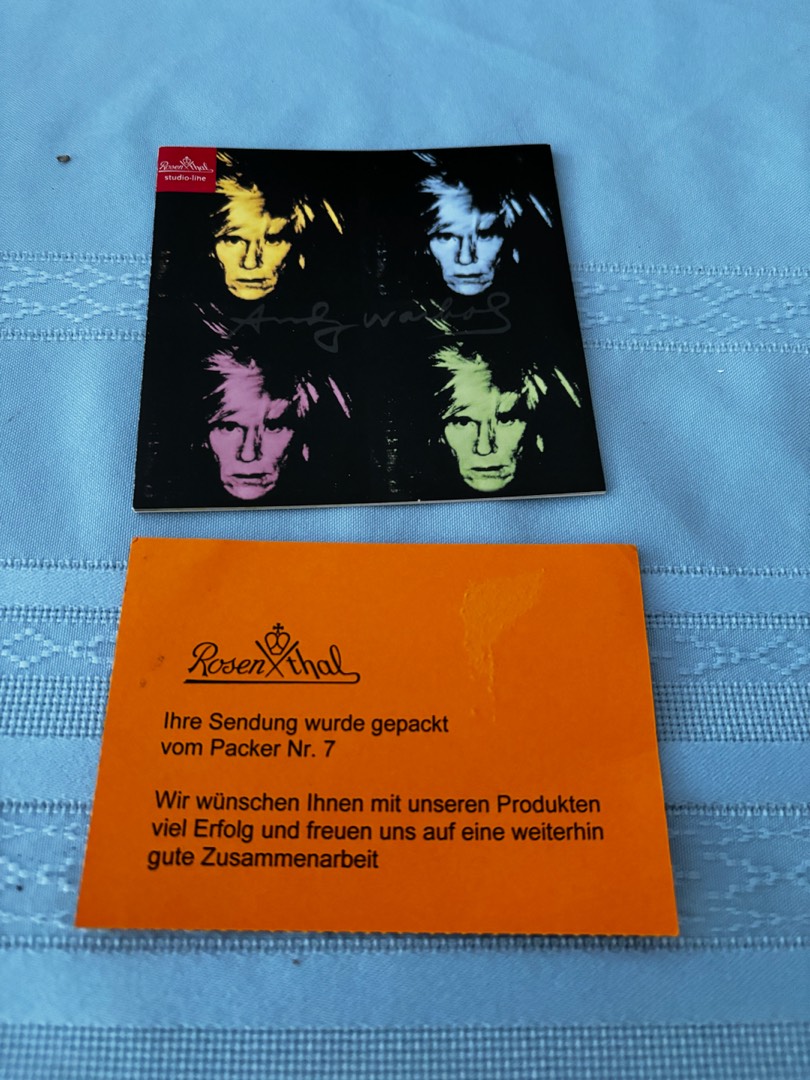 Rosenthal
studio-line
Andy Warhol
Rosenthal
Ihre Sendung wurde gepackt
vom Packer Nr. 7
Wir wünschen Ihnen mit unseren Produkten
viel Erfolg und freuen uns auf eine weiterhin
gute Zusammenarbeit